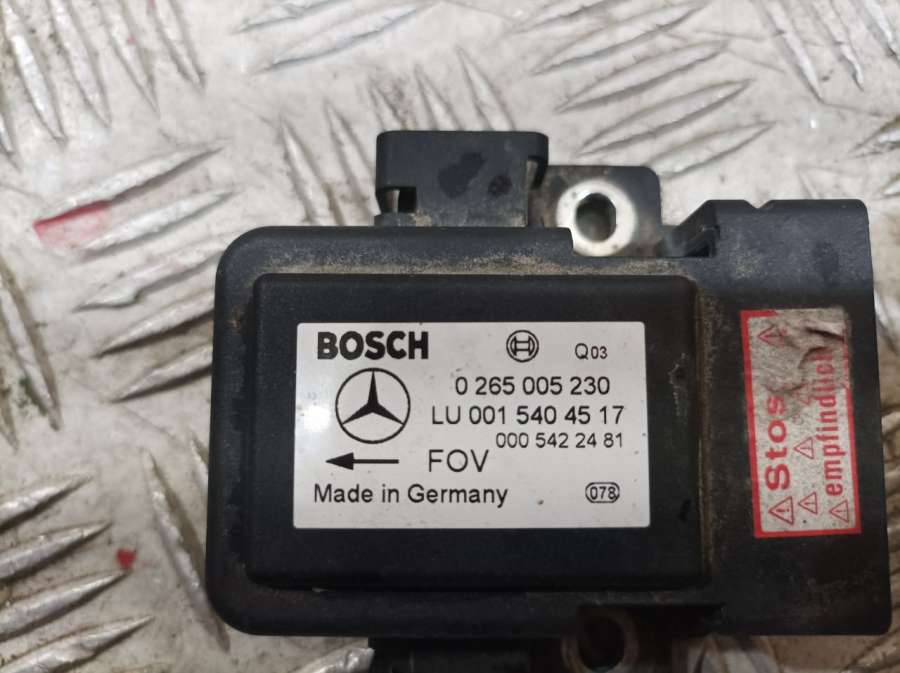 BOSCH
Q03
0 265 005 230
LU 001 540 45 17
000 542 24 81
FOV
Made in Germany
078
empfindlich